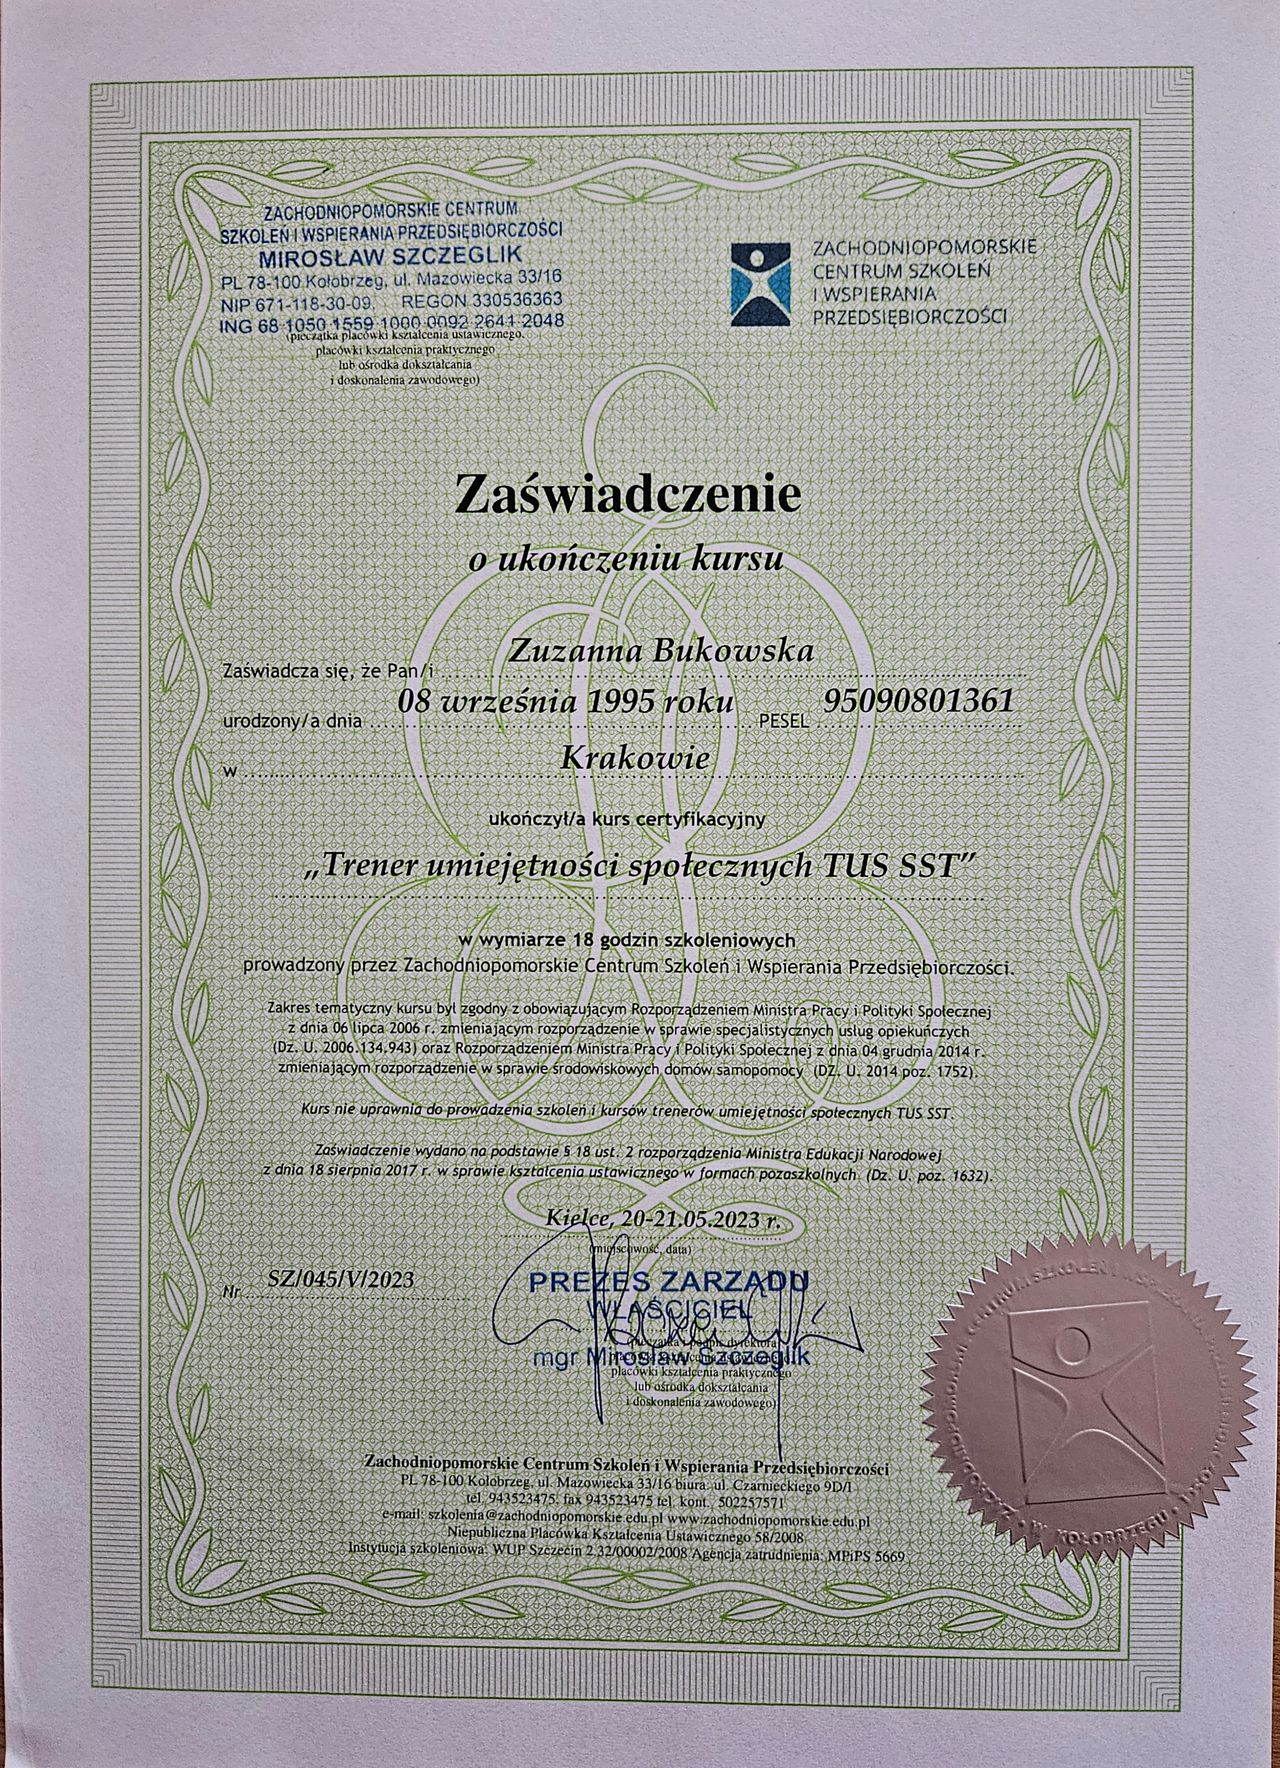 ZACHODNIOPOMORSKIE CENTRUM
SZKOLEŃ I WSPIERANIA PRZEDSIĘBIORCZOŚCI
MIROSŁAW SZCZEGLIK
PL 78-100 Kołobrzeg, ul. Mazowiecka 33/16
NIP 671-118-30-09, REGON 330536363
ING 68 1050 1559 1000 0092 2641 2048
(pieczątka placówki kształcenia ustawicznego,
placówki kształcenia praktycznego
lub ośrodka dokształcania
i doskonalenia zawodowego)
ZACHODNIOPOMORSKIE
CENTRUM SZKOLEŃ
I WSPIERANIA
PRZEDSIĘBIORCZOŚCI
Zaświadczenie
o ukończeniu kursu
Zaświadcza się, że Pan/i Zuzanna Bukowska
urodzony/a dnia 08 września 1995 roku PESEL 95090801361
w Krakowie
ukończył/a kurs certyfikacyjny
„Trener umiejętności społecznych TUS SST”
w wymiarze 18 godzin szkoleniowych
prowadzony przez Zachodniopomorskie Centrum Szkoleń i Wspierania Przedsiębiorczości.
Zakres tematyczny kursu był zgodny z obowiązującym Rozporządzeniem Ministra Pracy i Polityki Społecznej
z dnia 06 lipca 2006 r. zmieniającym rozporządzenie w sprawie specjalistycznych usług opiekuńczych
(Dz. U. 2006.134.943) oraz Rozporządzeniem Ministra Pracy i Polityki Społecznej z dnia 04 grudnia 2014 r.
zmieniającym rozporządzenie w sprawie środowiskowych domów samopomocy (DZ. U. 2014 poz. 1752).
Kurs nie uprawnia do prowadzenia szkoleń i kursów trenerów umiejętności społecznych TUS SST.
Zaświadczenie wydano na podstawie § 18 ust. 2 rozporządzenia Ministra Edukacji Narodowej
z dnia 18 sierpnia 2017 r. w sprawie kształcenia ustawicznego w formach pozaszkolnych (Dz. U. poz. 1632).
Kielce, 20-21.05.2023 r.
(miejscowość, data)
Nr SZ/045/V/2023
PREZES ZARZĄDU
WŁAŚCICIEL
(pieczątka i podpis dyrektora
mgr Mirosław Szczeglik
placówki kształcenia praktycznego
lub ośrodka dokształcania
i doskonalenia zawodowego)
Zachodniopomorskie Centrum Szkoleń i Wspierania Przedsiębiorczości
PL 78-100 Kołobrzeg, ul. Mazowiecka 33/16 biura: ul. Czarnieckiego 9D/I
tel. 943523475, fax 943523475 tel. kont. 502257571
e-mail: szkolenia@zachodniopomorskie.edu.pl www.zachodniopomorskie.edu.pl
Niepubliczna Placówka Kształcenia Ustawicznego 58/2008
Instytucja szkoleniowa: WUP Szczecin 2.32/00002/2008 Agencja zatrudnienia: MPiPS 5669
ZACHODNIOPOMORSKIE CENTRUM SZKOLEŃ I WSPIERANIA PRZEDSIĘBIORCZOŚCI • W KOŁOBRZEGU •